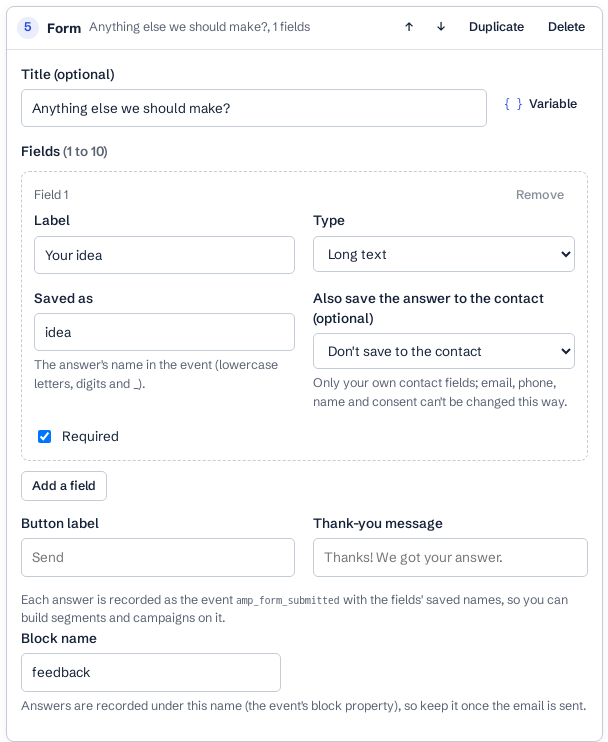 5 Form Anything else we should make?, 1 fields ↑ ↓ Duplicate Delete
Title (optional)
Anything else we should make?
{ } Variable
Fields (1 to 10)
Field 1 Remove
Label
Your idea
Type
Long text
Saved as
idea
The answer's name in the event (lowercase
letters, digits and _).
Also save the answer to the contact
(optional)
Don't save to the contact
Only your own contact fields; email, phone,
name and consent can't be changed this way.
Required
Add a field
Button label
Send
Thank-you message
Thanks! We got your answer.
Each answer is recorded as the event amp_form_submitted with the fields' saved names, so you can
build segments and campaigns on it.
Block name
feedback
Answers are recorded under this name (the event's block property), so keep it once the email is sent.